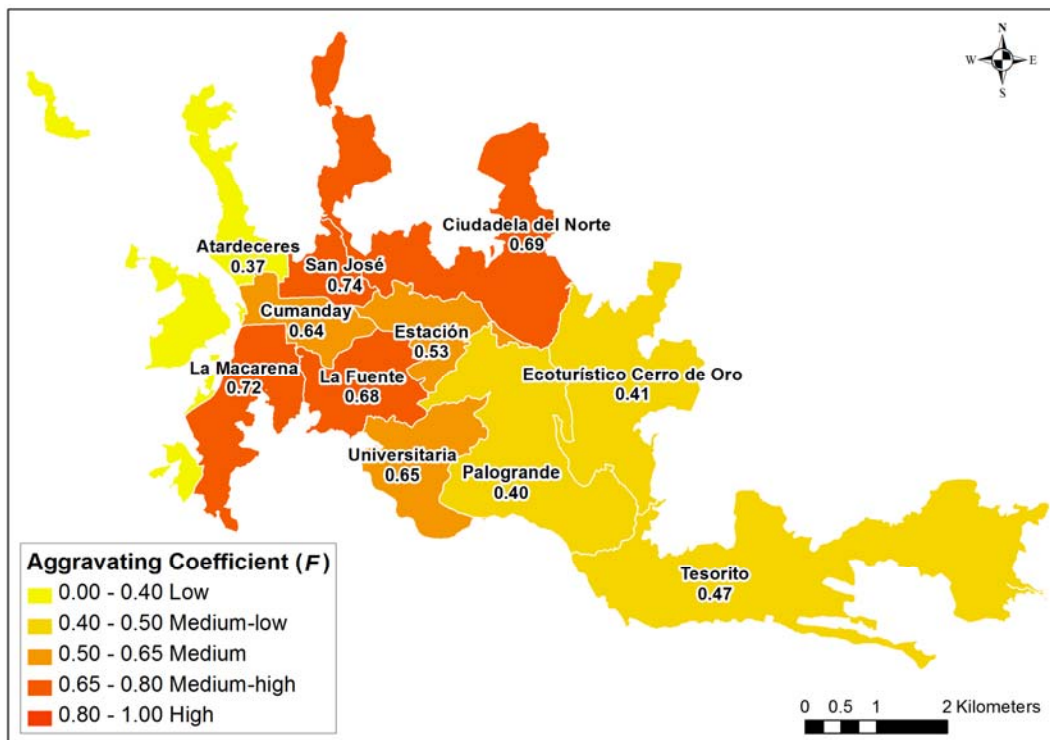 N
W E
S
Ciudadela del Norte
0.69
Atardeceres
0.37
San José
0.74
Cumanday
0.64
Estación
0.53
La Macarena
0.72
La Fuente
0.68
Ecoturístico Cerro de Oro
0.41
Universitaria
0.65
Palogrande
0.40
Tesorito
0.47
Aggravating Coefficient (F)
0.00 - 0.40 Low
0.40 - 0.50 Medium-low
0.50 - 0.65 Medium
0.65 - 0.80 Medium-high
0.80 - 1.00 High
0 0.5 1 2 Kilometers